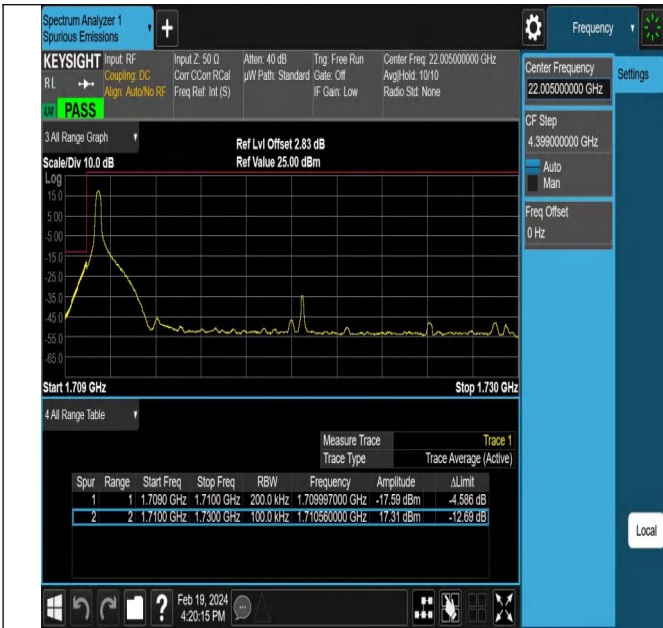 Spectrum Analyzer 1
Spurious Emissions
Frequency
KEYSIGHT
RL
Input: RF
Coupling: DC
Align: Auto/No RF
Input Z: 50 Ω
Corr CCorr RCal
Freq Ref: Int (S)
Atten: 40 dB
µW Path: Standard
Trig: Free Run
Gate: Off
IF Gain: Low
Center Freq: 22.005000000 GHz
Avg|Hold: 10/10
Radio Std: None
PASS
Center Frequency
22.005000000 GHz
Settings
CF Step
4.399000000 GHz
Auto
Man
Freq Offset
0 Hz
3 All Range Graph
Scale/Div 10.0 dB
Ref Lvl Offset 2.83 dB
Ref Value 25.00 dBm
Log
15.0
5.00
-5.00
-15.0
-25.0
-35.0
-45.0
-55.0
-65.0
Start 1.709 GHz
Stop 1.730 GHz
4 All Range Table
Measure Trace Trace 1
Trace Type Trace Average (Active)
Spur Range Start Freq Stop Freq RBW Frequency Amplitude ΔLimit
1 1 1.7090 GHz 1.7100 GHz 200.0 kHz 1.709997000 GHz -17.59 dBm -4.586 dB
2 2 1.7100 GHz 1.7300 GHz 100.0 kHz 1.710560000 GHz 17.31 dBm -12.69 dB
Local
?
Feb 19, 2024
4:20:15 PM